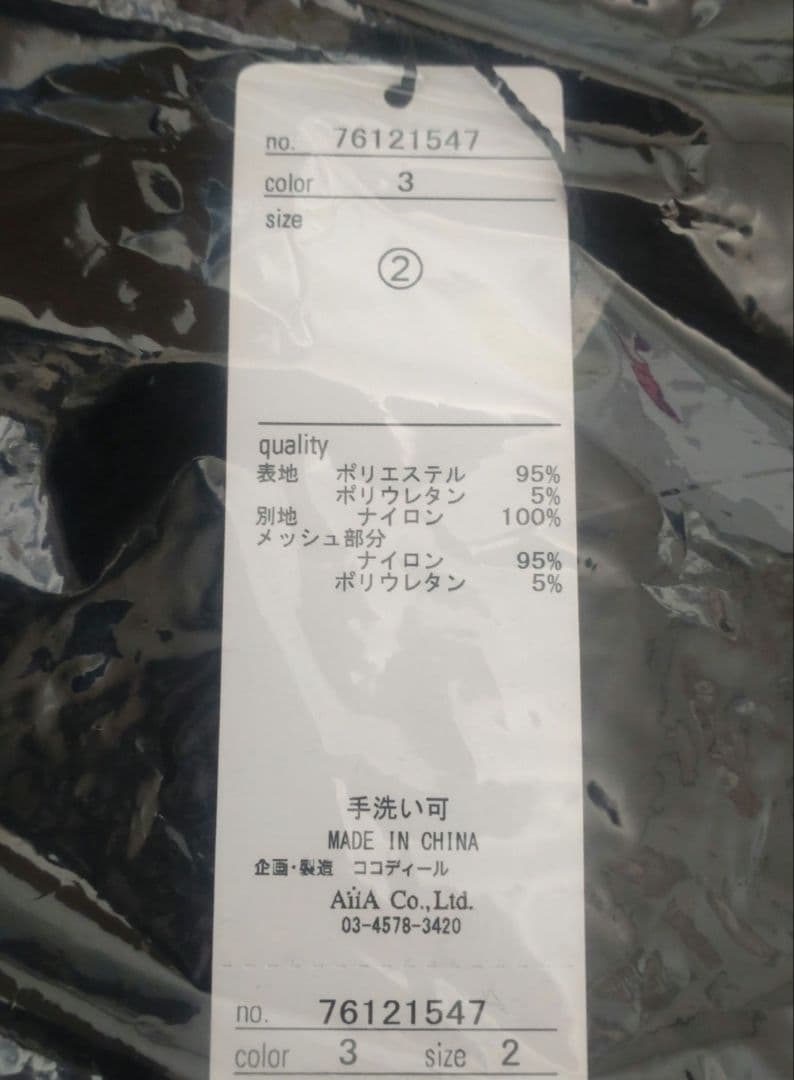 no. 76121547
color 3
size
②
quality
表地 ポリエステル 95%
ポリウレタン 5%
別地 ナイロン 100%
メッシュ部分
ナイロン 95%
ポリウレタン 5%
手洗い可
MADE IN CHINA
企画・製造 ココディール
AiiA Co.,Ltd.
03-4578-3420
no. 76121547
color 3 size 2